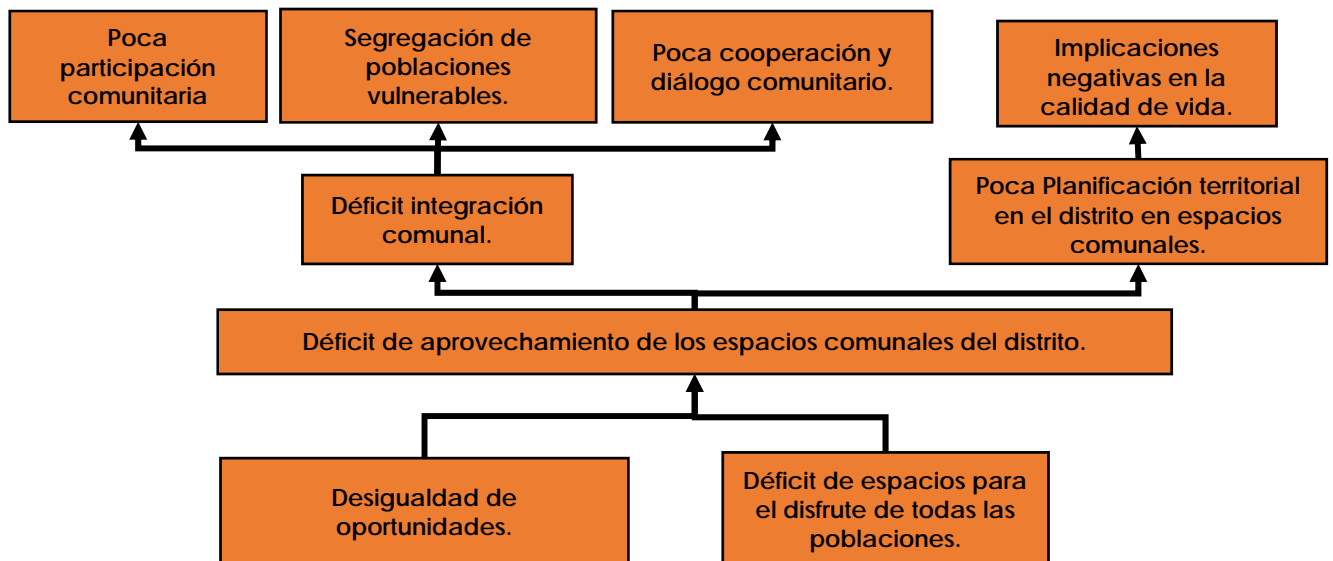 Poca
participación
comunitaria
Segregación de
poblaciones
vulnerables.
Poca cooperación y
diálogo comunitario.
Implicaciones
negativas en la
calidad de vida.
Déficit integración
comunal.
Poca Planificación territorial
en el distrito en espacios
comunales.
Déficit de aprovechamiento de los espacios comunales del distrito.
Desigualdad de
oportunidades.
Déficit de espacios para
el disfrute de todas las
poblaciones.